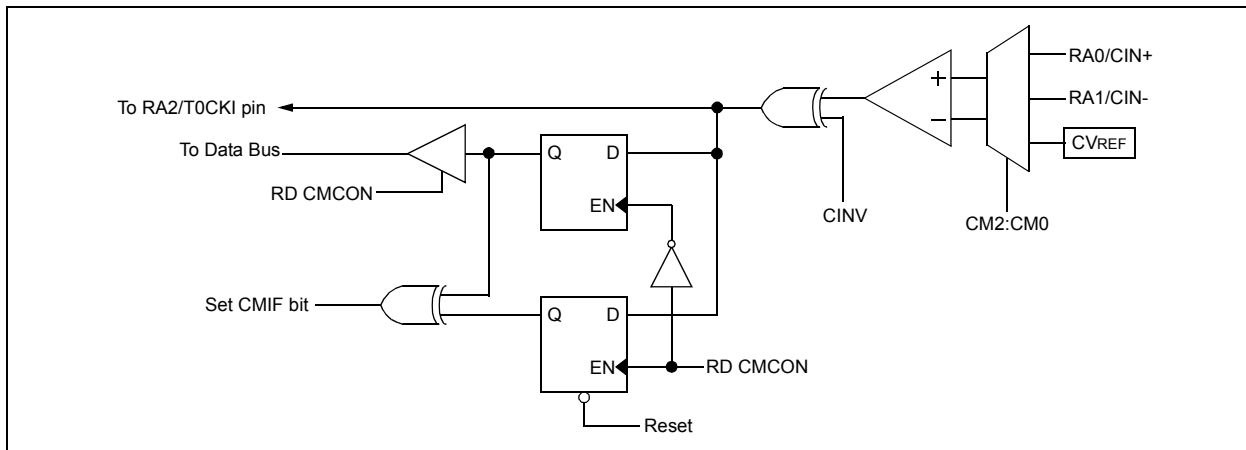 RA0/CIN+
To RA2/T0CKI pin
RA1/CIN-
To Data Bus
Q D
CVREF
RD CMCON
EN
CINV
CM2:CM0
Set CMIF bit
Q D
EN
RD CMCON
Reset